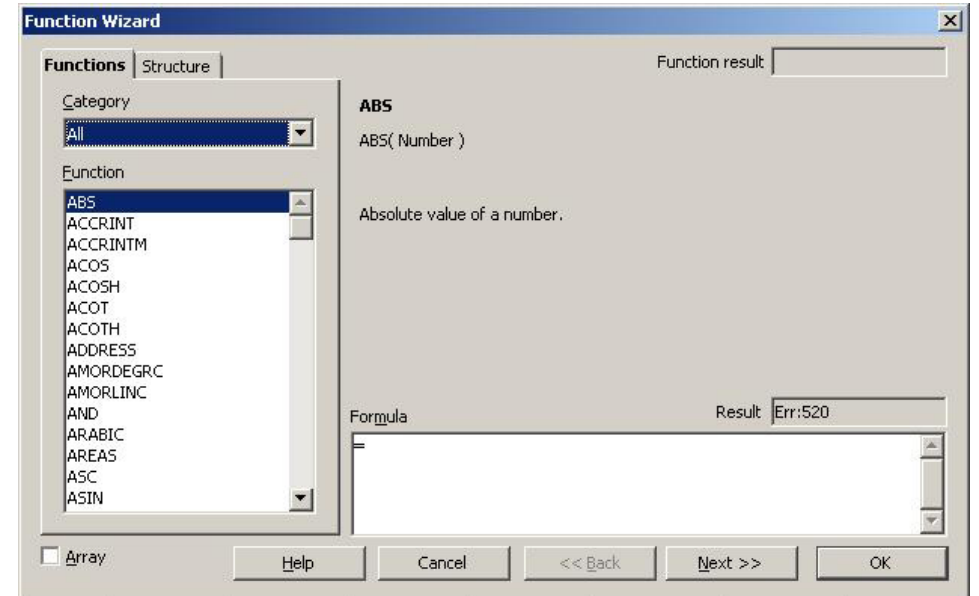 Function Wizard
Functions Structure
Function result
Category
All
Function
ABS
ACCRINT
ACCRINTM
ACOS
ACOSH
ACOT
ACOTH
ADDRESS
AMORDEGRC
AMORLINC
AND
ARABIC
AREAS
ASC
ASIN
ABS
ABS( Number )
Absolute value of a number.
Formula
Result Err:520
=
Array
Help Cancel << Back Next >> OK